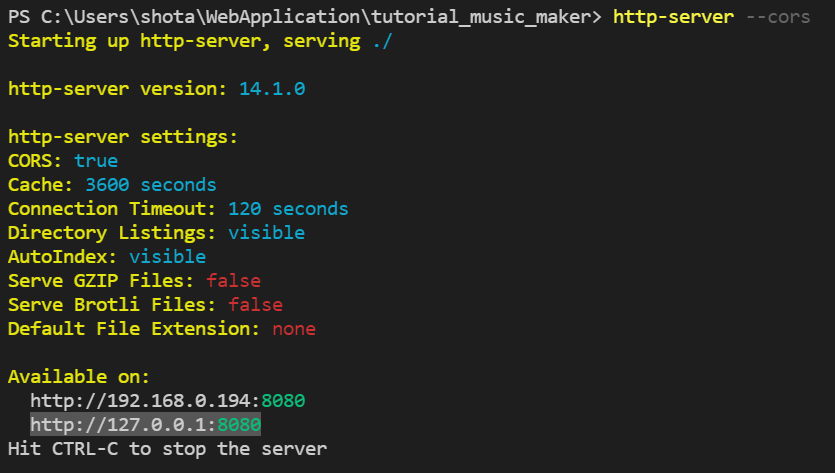 PS C:\Users\shota\WebApplication\tutorial_music_maker> http-server --cors
Starting up http-server, serving ./
http-server version: 14.1.0
http-server settings:
CORS: true
Cache: 3600 seconds
Connection Timeout: 120 seconds
Directory Listings: visible
AutoIndex: visible
Serve GZIP Files: false
Serve Brotli Files: false
Default File Extension: none
Available on:
http://192.168.0.194:8080
http://127.0.0.1:8080
Hit CTRL-C to stop the server